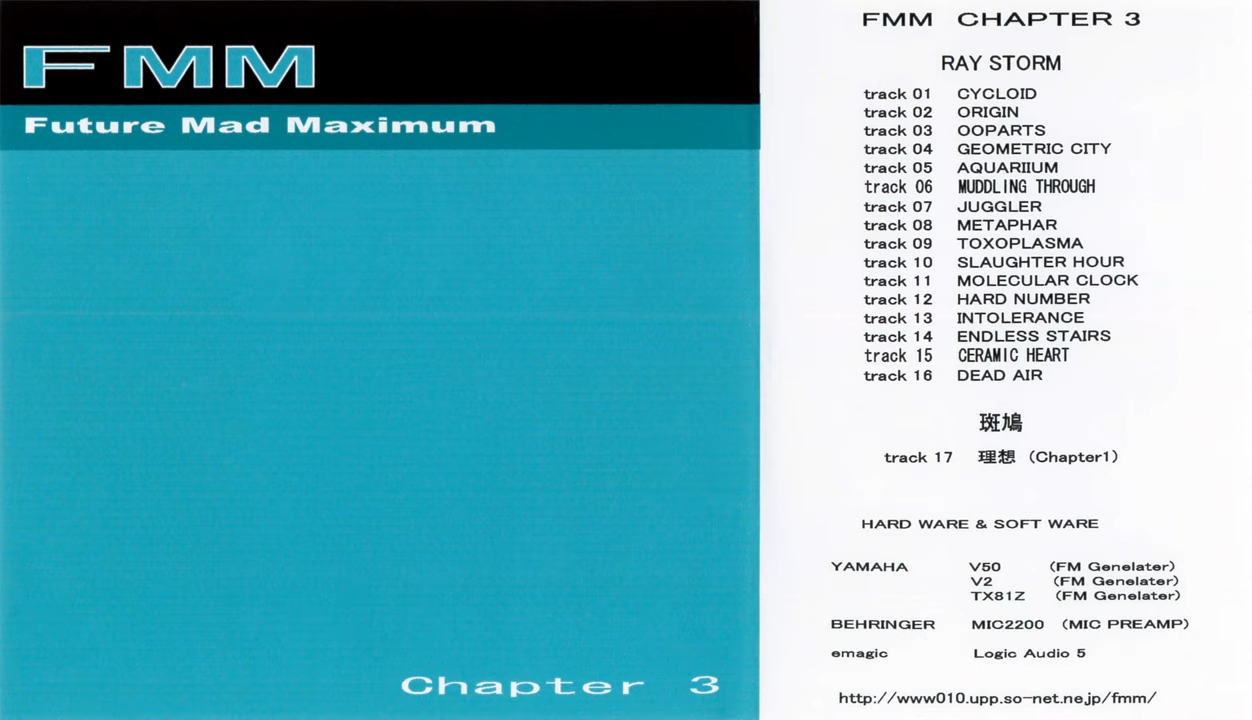 FMM
Future Mad Maximum
Chapter 3
FMM CHAPTER 3
RAY STORM
track 01 CYCLOID
track 02 ORIGIN
track 03 OOPARTS
track 04 GEOMETRIC CITY
track 05 AQUARIIUM
track 06 MUDDLING THROUGH
track 07 JUGGLER
track 08 METAPHAR
track 09 TOXOPLASMA
track 10 SLAUGHTER HOUR
track 11 MOLECULAR CLOCK
track 12 HARD NUMBER
track 13 INTOLERANCE
track 14 ENDLESS STAIRS
track 15 CERAMIC HEART
track 16 DEAD AIR
斑鳩
track 17 理想 (Chapter1)
HARD WARE & SOFT WARE
YAMAHA V50 (FM Genelater)
V2 (FM Genelater)
TX81Z (FM Genelater)
BEHRINGER MIC2200 (MIC PREAMP)
emagic Logic Audio 5
http://www010.upp.so-net.ne.jp/fmm/